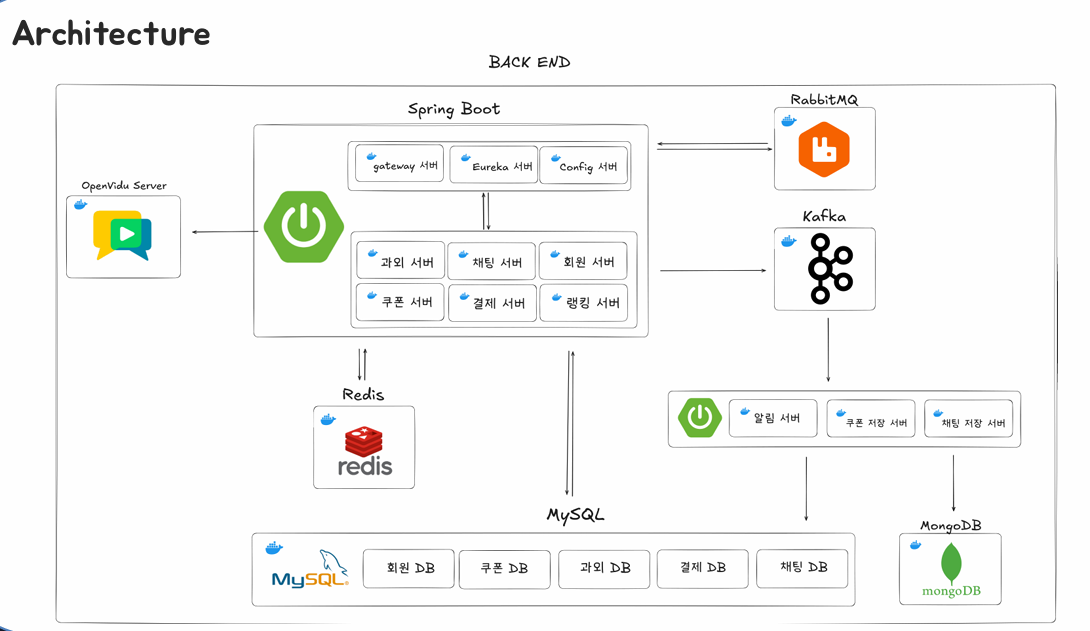 Architecture
BACK END
Spring Boot
RabbitMQ
gateway 서버
Eureka 서버
Config 서버
OpenVidu Server
Kafka
과외 서버
채팅 서버
회원 서버
쿠폰 서버
결제 서버
랭킹 서버
Redis
redis
알림 서버
쿠폰 저장 서버
채팅 저장 서버
MySQL
MongoDB
MySQL®
회원 DB
쿠폰 DB
과외 DB
결제 DB
채팅 DB
mongoDB